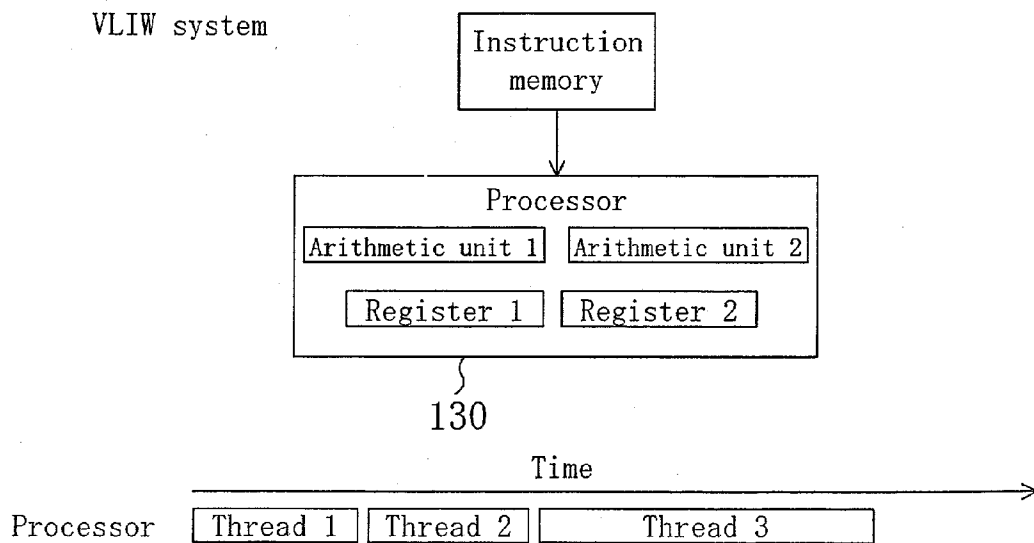 VLIW system
Instruction
memory
Processor
Arithmetic unit 1 Arithmetic unit 2
Register 1 Register 2
130
Time
Processor Thread 1 Thread 2 Thread 3